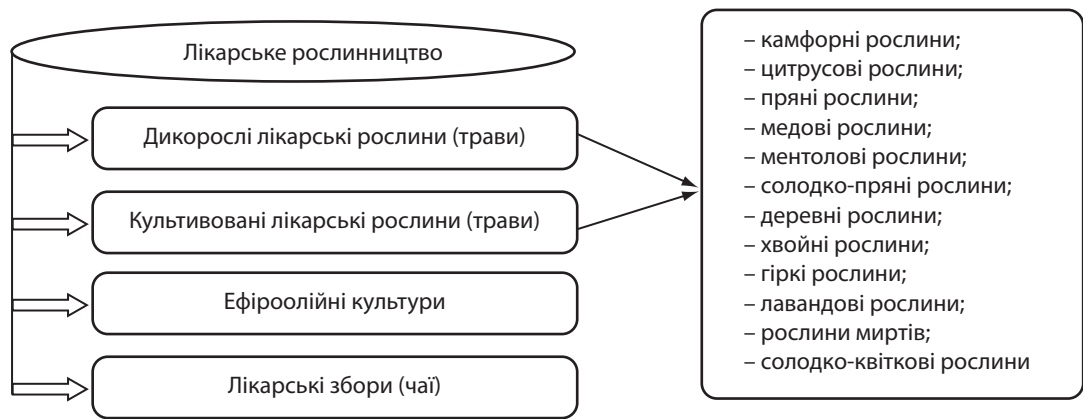 Лікарське рослинництво
Дикорослі лікарські рослини (трави)
Культивовані лікарські рослини (трави)
Ефіроолійні культури
Лікарські збори (чаї)
– камфорні рослини;
– цитрусові рослини;
– пряні рослини;
– медові рослини;
– ментолові рослини;
– солодко-пряні рослини;
– деревні рослини;
– хвойні рослини;
– гіркі рослини;
– лавандові рослини;
– рослини миртів;
– солодко-квіткові рослини